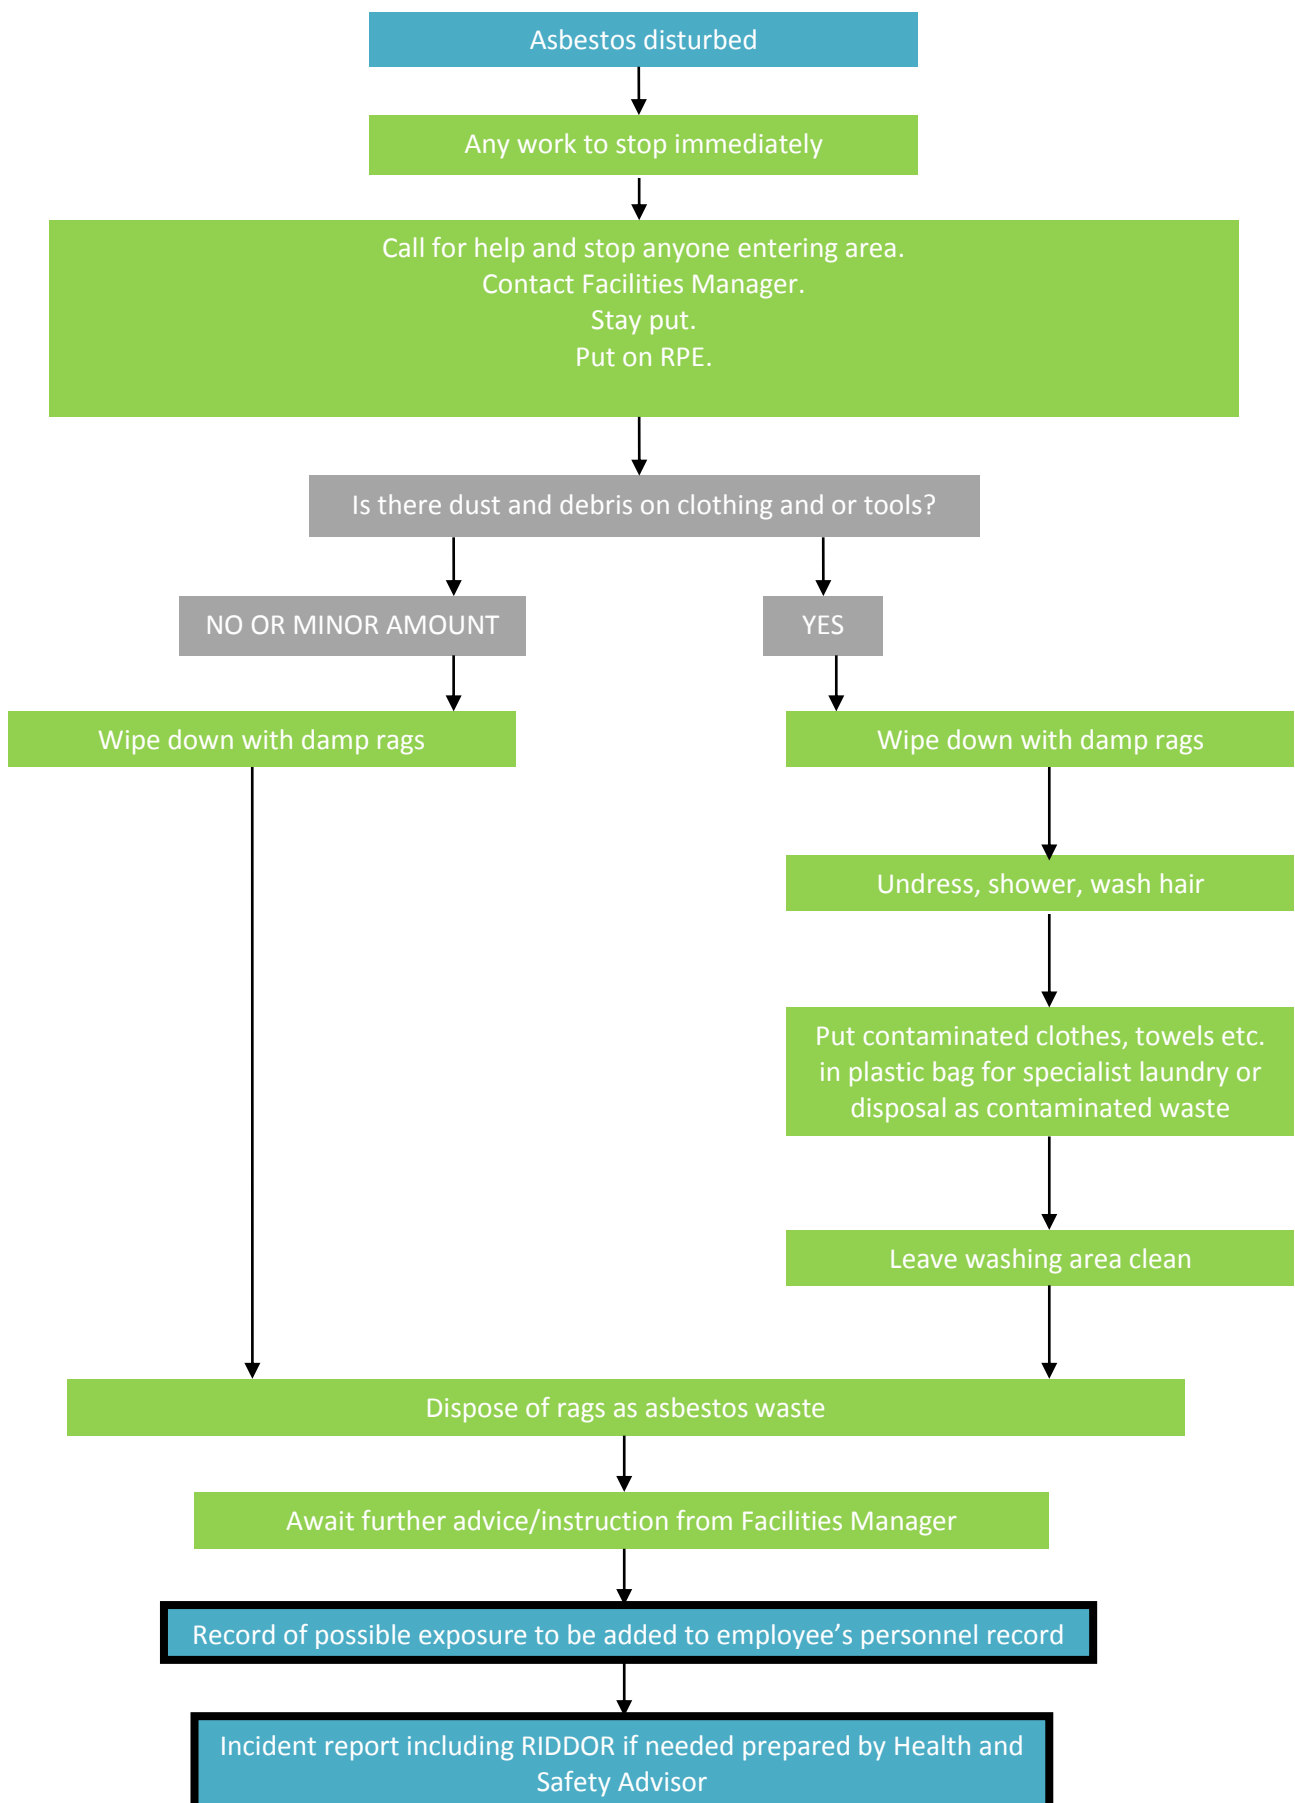 Asbestos disturbed
Any work to stop immediately
Call for help and stop anyone entering area.
Contact Facilities Manager.
Stay put.
Put on RPE.
Is there dust and debris on clothing and or tools?
NO OR MINOR AMOUNT
YES
Wipe down with damp rags
Wipe down with damp rags
Undress, shower, wash hair
Put contaminated clothes, towels etc.
in plastic bag for specialist laundry or
disposal as contaminated waste
Leave washing area clean
Dispose of rags as asbestos waste
Await further advice/instruction from Facilities Manager
Record of possible exposure to be added to employee’s personnel record
Incident report including RIDDOR if needed prepared by Health and
Safety Advisor